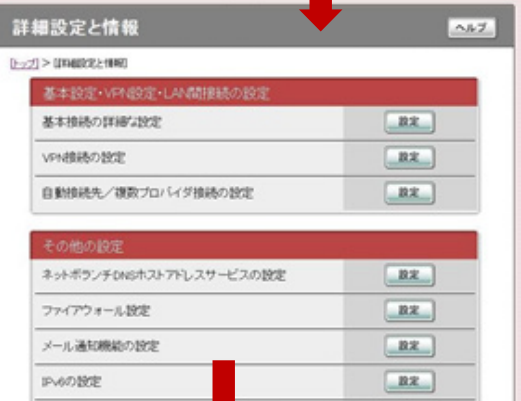 詳細設定と情報
ヘルプ
[トップ] > [詳細設定と情報]
基本設定・VPN設定・LAN間接続の設定
基本接続の詳細な設定
設定
VPN接続の設定
設定
自動接続先／複数プロバイダ接続の設定
設定
その他の設定
ネットボランチDNSホストアドレスサービスの設定
設定
ファイアウォール設定
設定
メール通知機能の設定
設定
IPv6の設定
設定